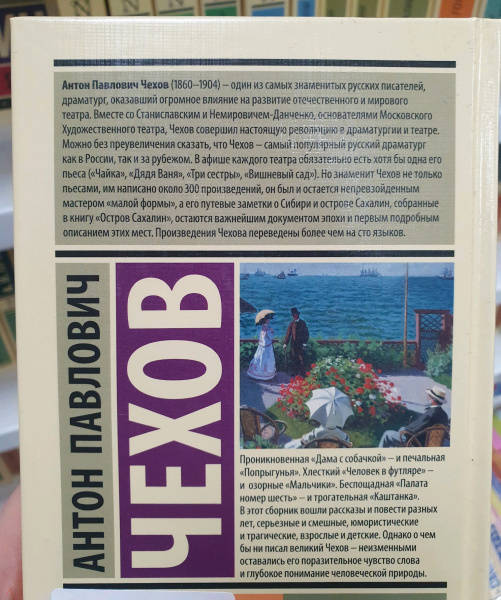 Антон Павлович Чехов (1860–1904) – один из самых знаменитых русских писателей,
драматург, оказавший огромное влияние на развитие отечественного и мирового
театра. Вместе со Станиславским и Немировичем-Данченко, основателями Московского
Художественного театра, Чехов совершил настоящую революцию в драматургии и театре.
Можно без преувеличения сказать, что Чехов – самый популярный русский драматург
как в России, так и за рубежом. В афише каждого театра обязательно есть хотя бы одна его
пьеса («Чайка», «Дядя Ваня», «Три сестры», «Вишневый сад»). Но знаменит Чехов не только
пьесами, им написано около 300 произведений, он был и остается непревзойденным
мастером «малой формы», а его путевые заметки о Сибири и острове Сахалин, собранные
в книгу «Остров Сахалин», остаются важнейшим документом эпохи и первым подробным
описанием этих мест. Произведения Чехова переведены более чем на сто языков.
АНТОН ПАВЛОВИЧ
ЧЕХОВ
Проникновенная «Дама с собачкой» – и печальная
«Попрыгунья». Хлесткий «Человек в футляре» –
и озорные «Мальчики». Беспощадная «Палата
номер шесть» – и трогательная «Каштанка».
В этот сборник вошли рассказы и повести разных
лет, серьезные и смешные, юмористические
и трагические, взрослые и детские. Однако о чем
бы ни писал великий Чехов – неизменными
оставались его поразительное чувство слова
и глубокое понимание человеческой природы.